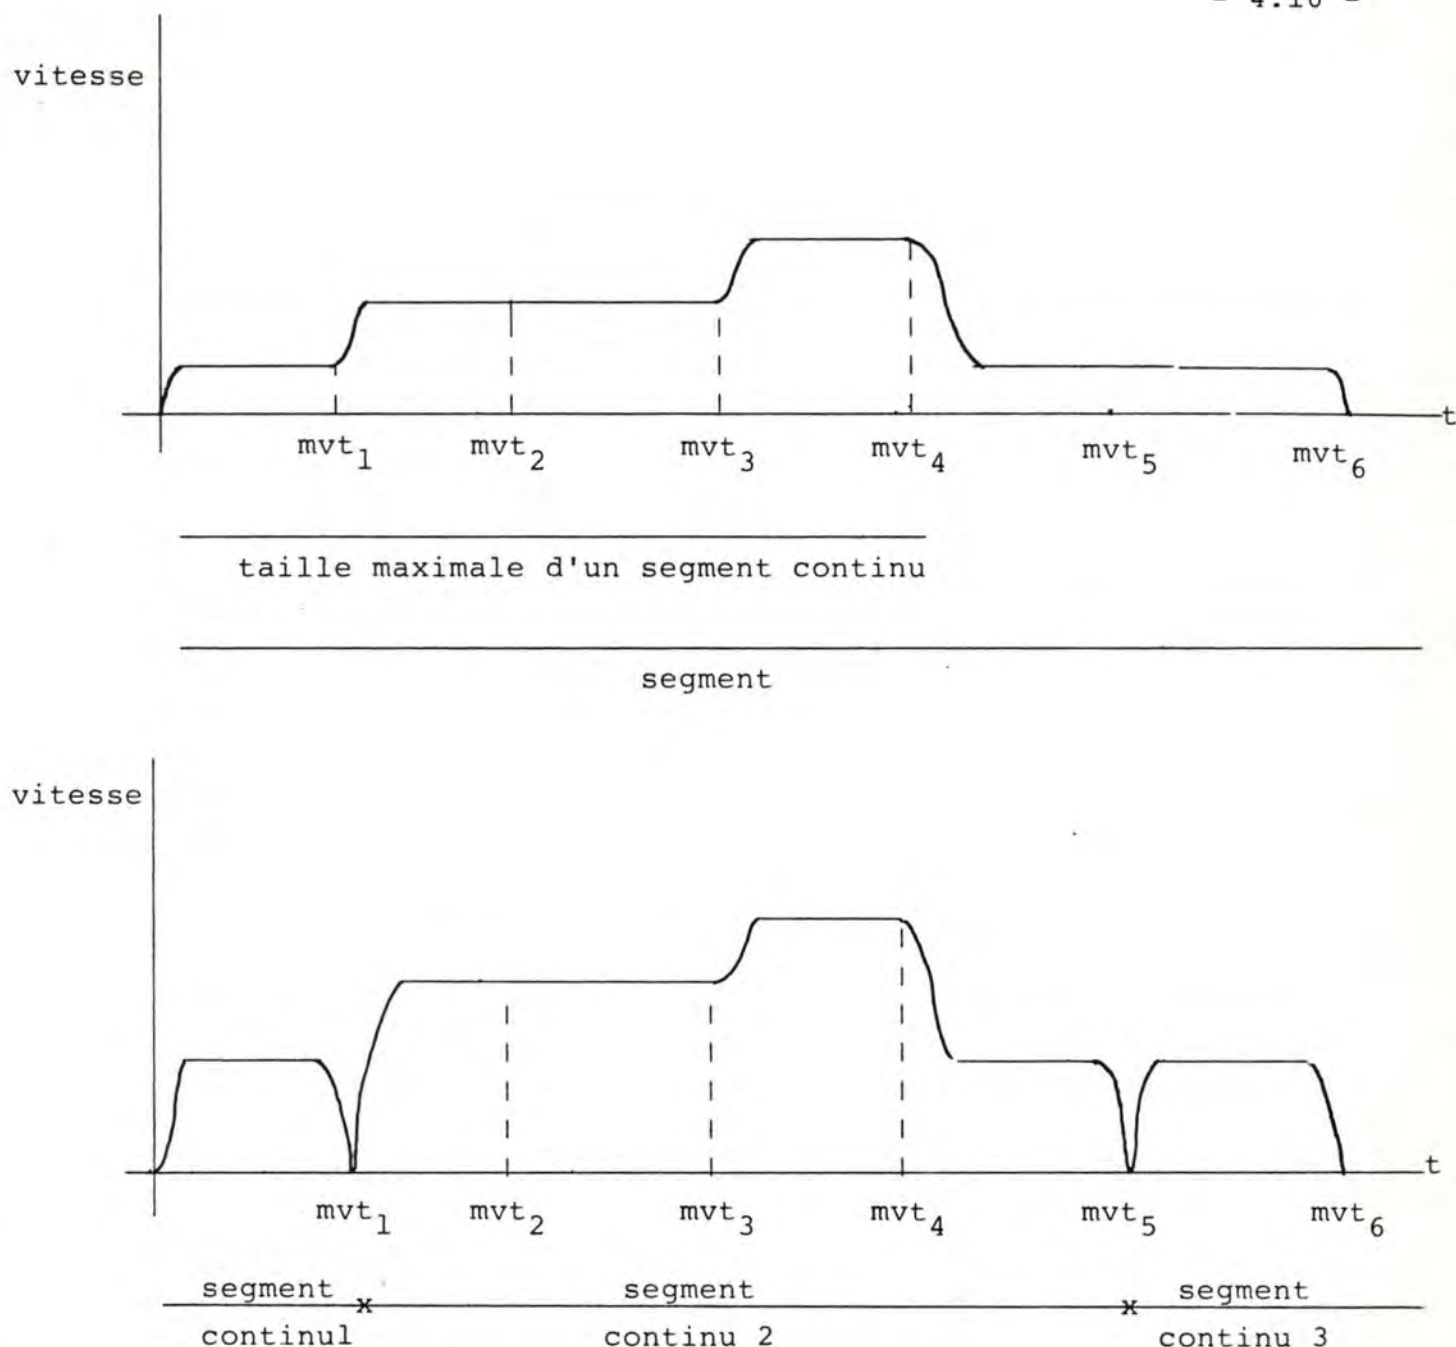 - 4.16 -
vitesse
t
mvt1 mvt2 mvt3 mvt4 mvt5 mvt6
taille maximale d'un segment continu
segment
vitesse
t
mvt1 mvt2 mvt3 mvt4 mvt5 mvt6
segment segment segment
x x
continu1 continu 2 continu 3